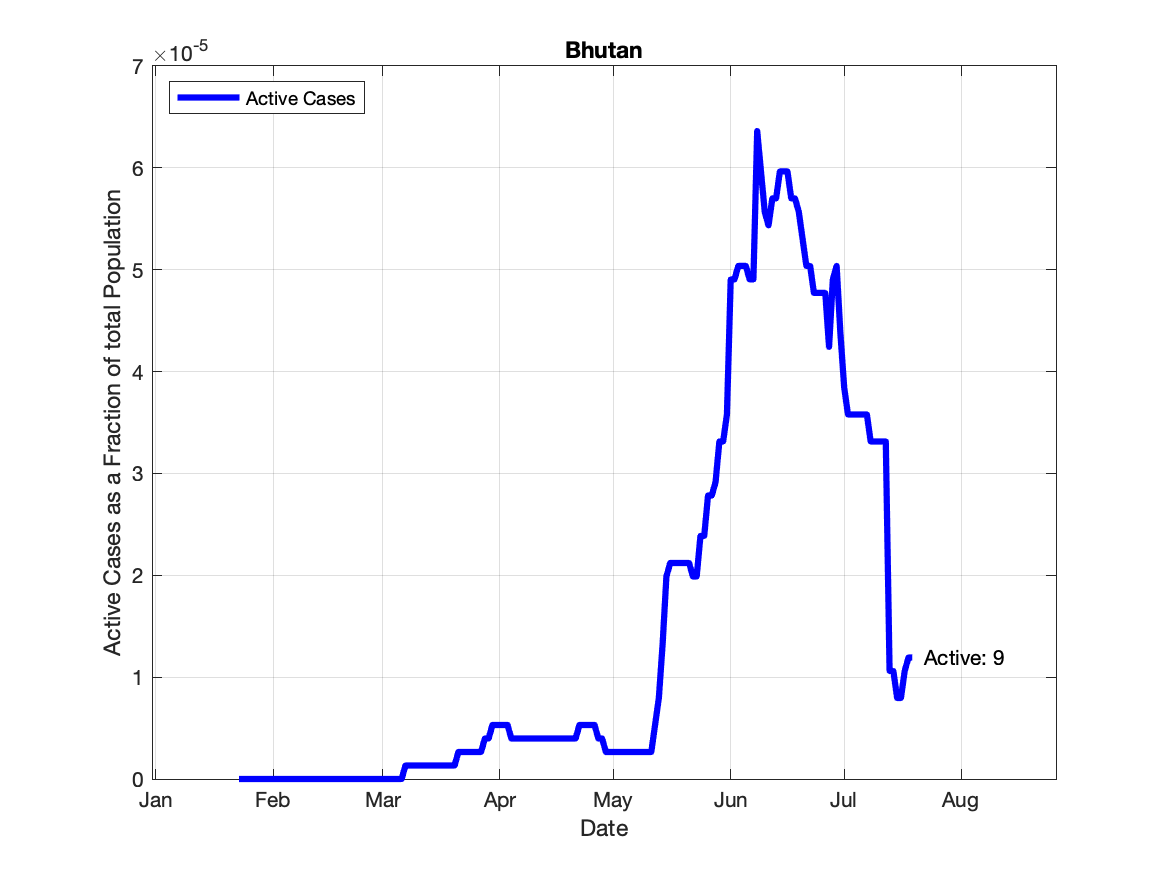 Bhutan
×10-5
Active Cases
7
6
5
4
3
2
1
0
Active Cases as a Fraction of total Population
Active: 9
Jan Feb Mar Apr May Jun Jul Aug
Date